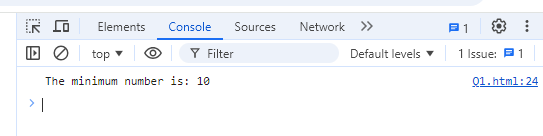 Elements Console Sources Network >> 1
top ▼ Filter Default levels ▼ 1 Issue: 1
The minimum number is: 10 Q1.html:24
>